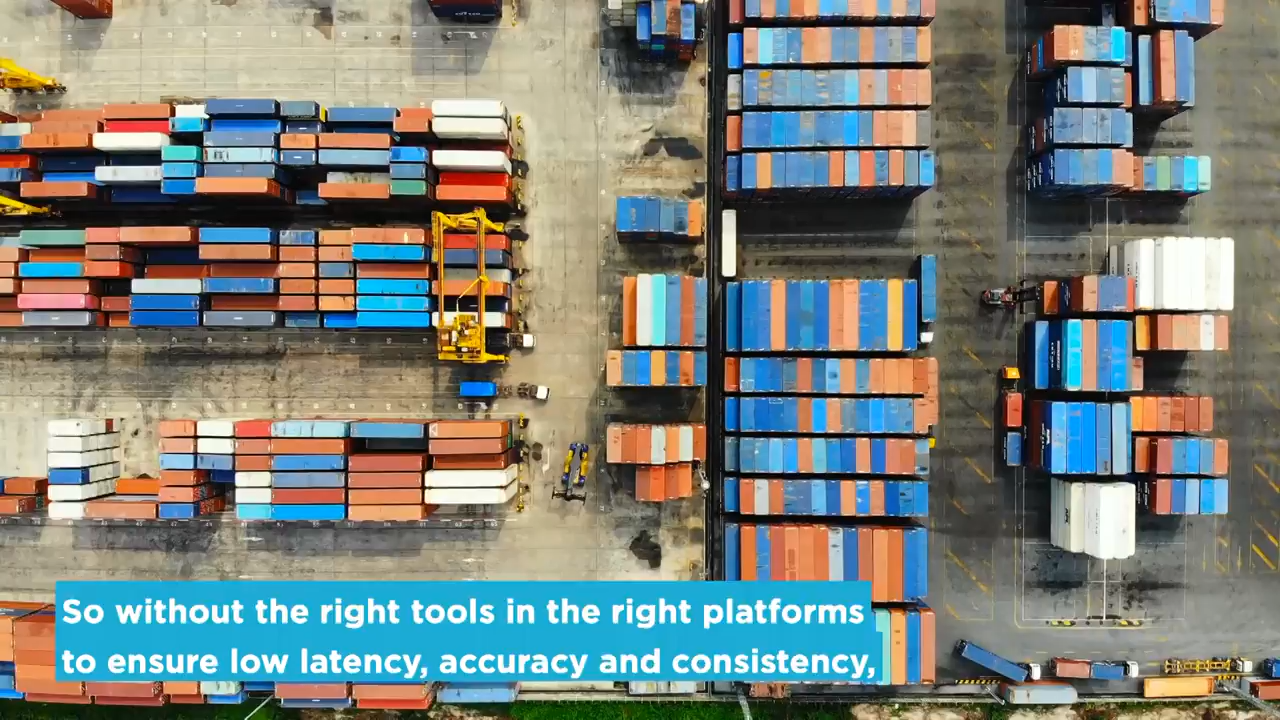 So without the right tools in the right platforms
to ensure low latency, accuracy and consistency,